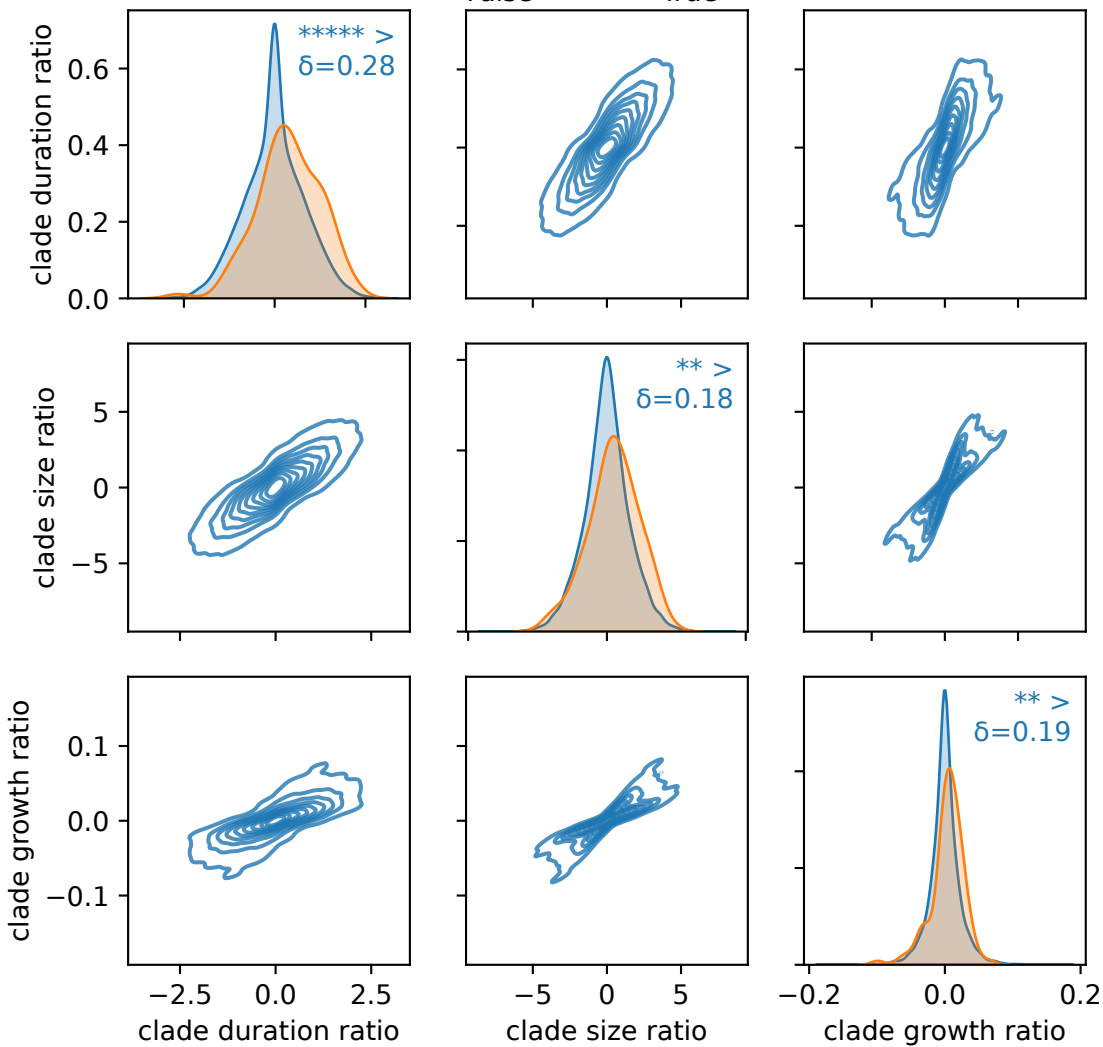 clade duration ratio
0.6
0.4
0.2
0.0
***** >
δ=0.28
clade size ratio
5
0
−5
** >
δ=0.18
clade growth ratio
0.1
0.0
−0.1
** >
δ=0.19
−2.5 0.0 2.5
−5 0 5
−0.2 0.0 0.2
clade duration ratio
clade size ratio
clade growth ratio